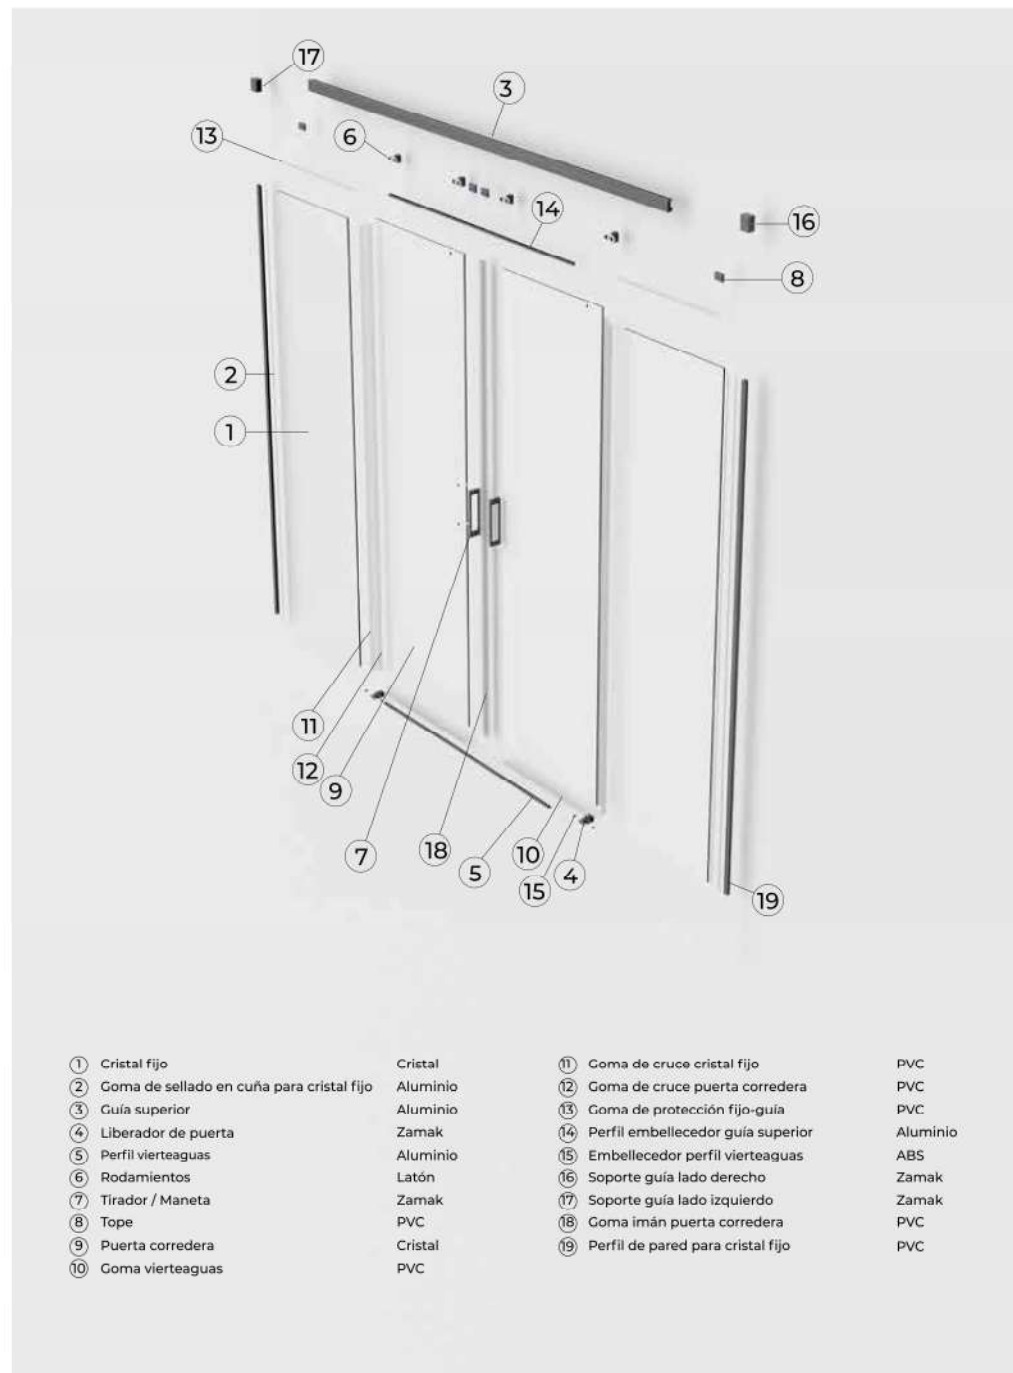 17
3
6
13
14
16
8
2
1
11
12
9
18
10
7
5
15
4
19
1 Cristal fijo Cristal
2 Goma de sellado en cuña para cristal fijo Aluminio
3 Guía superior Aluminio
4 Liberador de puerta Zamak
5 Perfil vierteaguas Aluminio
6 Rodamientos Latón
7 Tirador / Maneta Zamak
8 Tope PVC
9 Puerta corredera Cristal
10 Goma vierteaguas PVC
11 Goma de cruce cristal fijo PVC
12 Goma de cruce puerta corredera PVC
13 Goma de protección fijo-guía PVC
14 Perfil embellecedor guía superior Aluminio
15 Embellecedor perfil vierteaguas ABS
16 Soporte guía lado derecho Zamak
17 Soporte guía lado izquierdo Zamak
18 Goma imán puerta corredera PVC
19 Perfil de pared para cristal fijo PVC